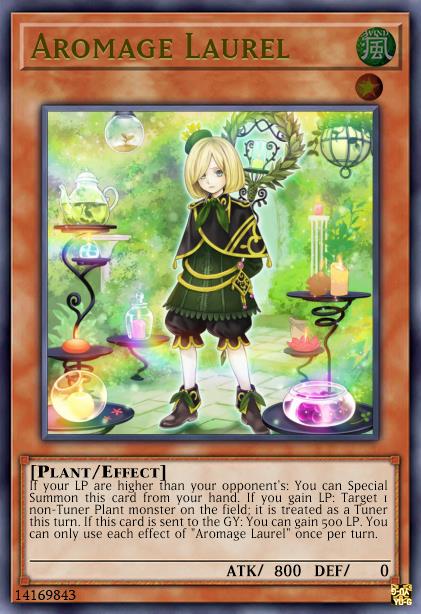 Aromage Laurel
WIND
風
[Plant/Effect]
If your LP are higher than your opponent's: You can Special
Summon this card from your hand. If you gain LP: Target 1
non-Tuner Plant monster on the field; it is treated as a Tuner
this turn. If this card is sent to the GY: You can gain 500 LP. You
can only use each effect of "Aromage Laurel" once per turn.
ATK/ 800 DEF/ 0
14169843